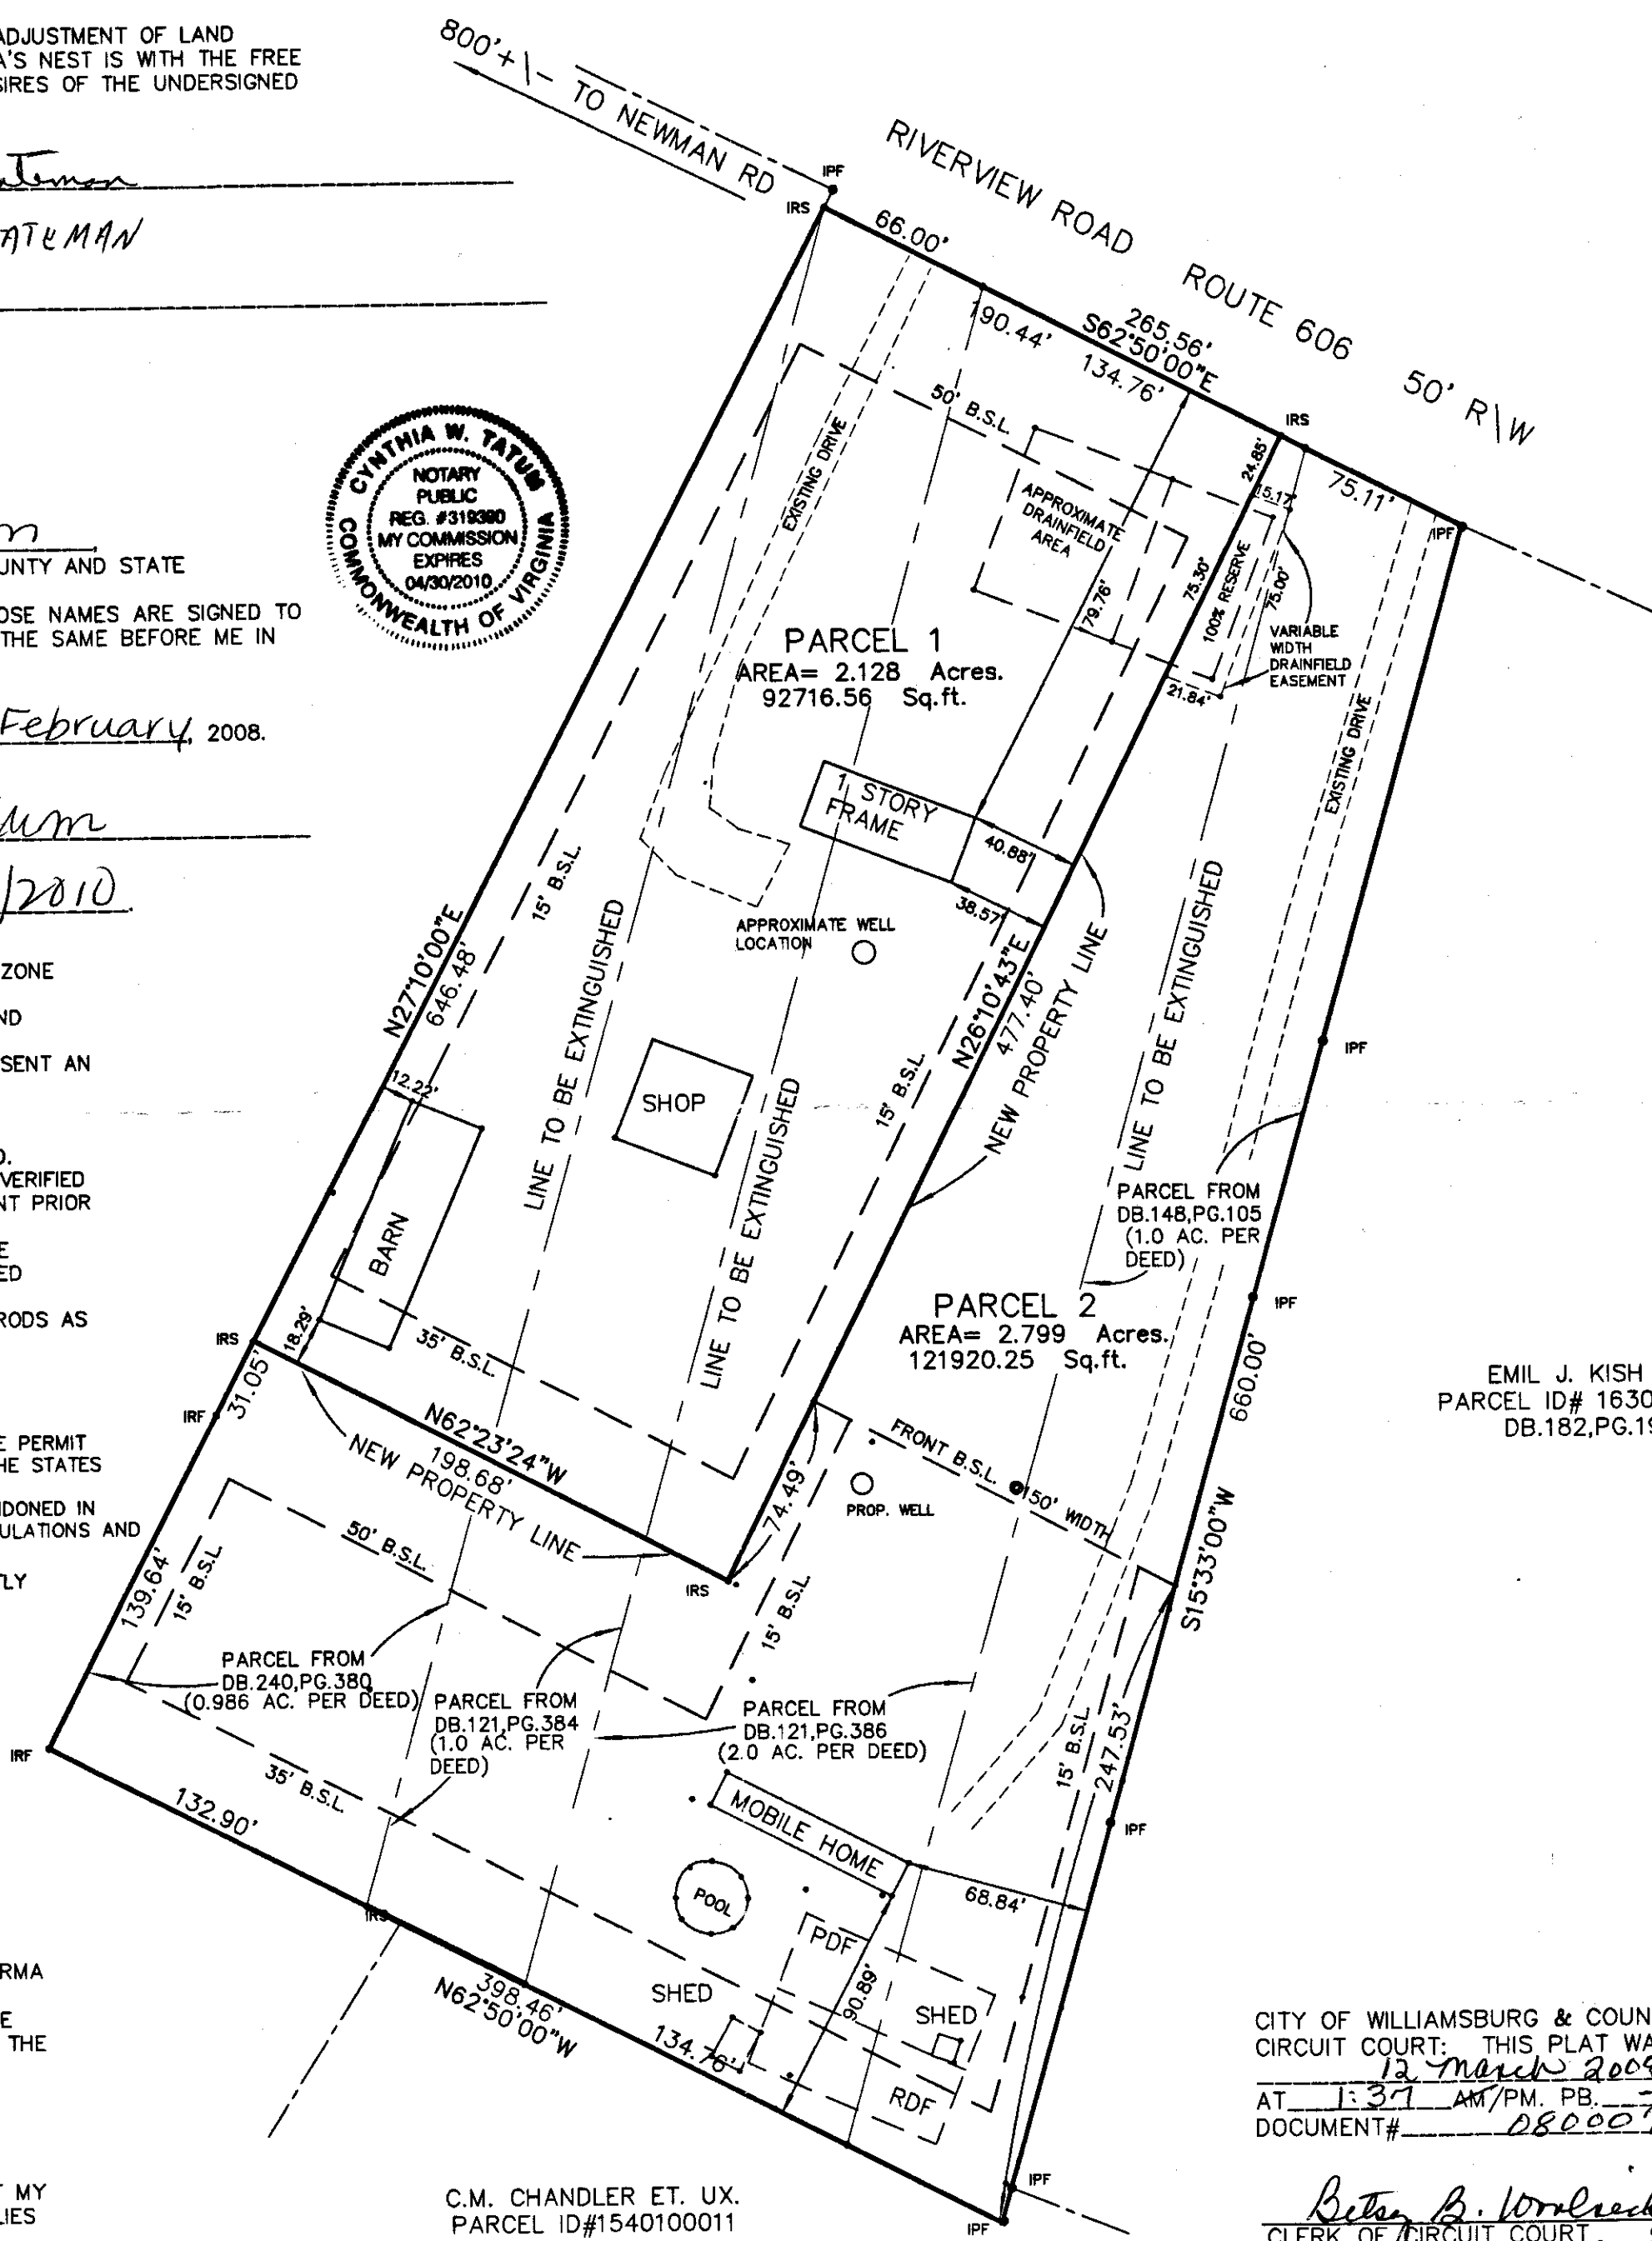 ADJUSTMENT OF LAND
A'S NEST IS WITH THE FREE
SIRES OF THE UNDERSIGNED
ATEMAN
UNTY AND STATE
OSE NAMES ARE SIGNED TO
THE SAME BEFORE ME IN
February, 2008.
/2010.
ZONE
ND
SENT AN
D.
VERIFIED
NT PRIOR
E
ED
RODS AS
E PERMIT
HE STATES
IDONED IN
ULATIONS AND
TLY
RMA
E
THE
T MY
LIES
CYNTHIA W. TATUM
NOTARY
PUBLIC
REG. #319390
MY COMMISSION
EXPIRES
04/30/2010
COMMONWEALTH OF VIRGINIA
800'+\- TO NEWMAN RD
RIVERVIEW ROAD ROUTE 606 50' R\W
IPF
IRS
66.00'
190.44'
265.56'
S62°50'00"E
134.76'
IRS
75.11'
IPF
50' B.S.L.
EXISTING DRIVE
APPROXIMATE
DRAINFIELD
AREA
24.85'
15.17'
75.30'
100% RESERVE
75.00'
179.76'
21.84'
VARIABLE
WIDTH
DRAINFIELD
EASEMENT
EXISTING DRIVE
PARCEL 1
AREA= 2.128 Acres.
92716.56 Sq.ft.
1 STORY
FRAME
40.88'
38.57'
15' B.S.L.
APPROXIMATE WELL
LOCATION
N27°10'00"E
646.48'
LINE TO BE EXTINGUISHED
LINE TO BE EXTINGUISHED
LINE TO BE EXTINGUISHED
N26°10'43"E
477.40'
NEW PROPERTY LINE
15' B.S.L.
IPF
12.22'
SHOP
BARN
18.29'
35' B.S.L.
PARCEL FROM
DB.148,PG.105
(1.0 AC. PER
DEED)
IPF
PARCEL 2
AREA= 2.799 Acres.
121920.25 Sq.ft.
660.00'
S15°33'00"W
EMIL J. KISH
PARCEL ID# 1630
DB.182,PG.19
IRS
31.05'
IRF
N62°23'24"W
198.68'
NEW PROPERTY LINE
74.49'
FRONT B.S.L.
150' WIDTH
PROP. WELL
IRS
50' B.S.L.
15' B.S.L.
15' B.S.L.
139.64'
PARCEL FROM
DB.240,PG.380
(0.986 AC. PER DEED)
PARCEL FROM
DB.121,PG.384
(1.0 AC. PER
DEED)
PARCEL FROM
DB.121,PG.386
(2.0 AC. PER DEED)
15' B.S.L.
247.53'
IRF
35' B.S.L.
132.90'
MOBILE HOME
IPF
POOL
68.84'
IRS
PDF
90.89'
SHED
SHED
398.46'
N62°50'00"W
134.76'
RDF
IPF
IPF
C.M. CHANDLER ET. UX.
PARCEL ID#1540100011
CITY OF WILLIAMSBURG & COUN
CIRCUIT COURT: THIS PLAT WA
12 March 200
AT 1:37 AM/PM. PB.
DOCUMENT# 08000
Betsy B.
CLERK OF CIRCUIT COURT